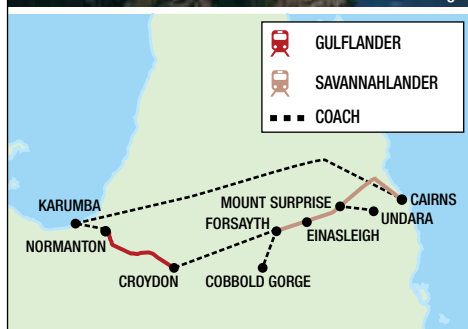 GULFLANDER
SAVANNAHLANDER
COACH
KARUMBA
NORMANTON
CROYDON
MOUNT SURPRISE
FORSAYTH
EINASLEIGH
COBBOLD GORGE
CAIRNS
UNDARA